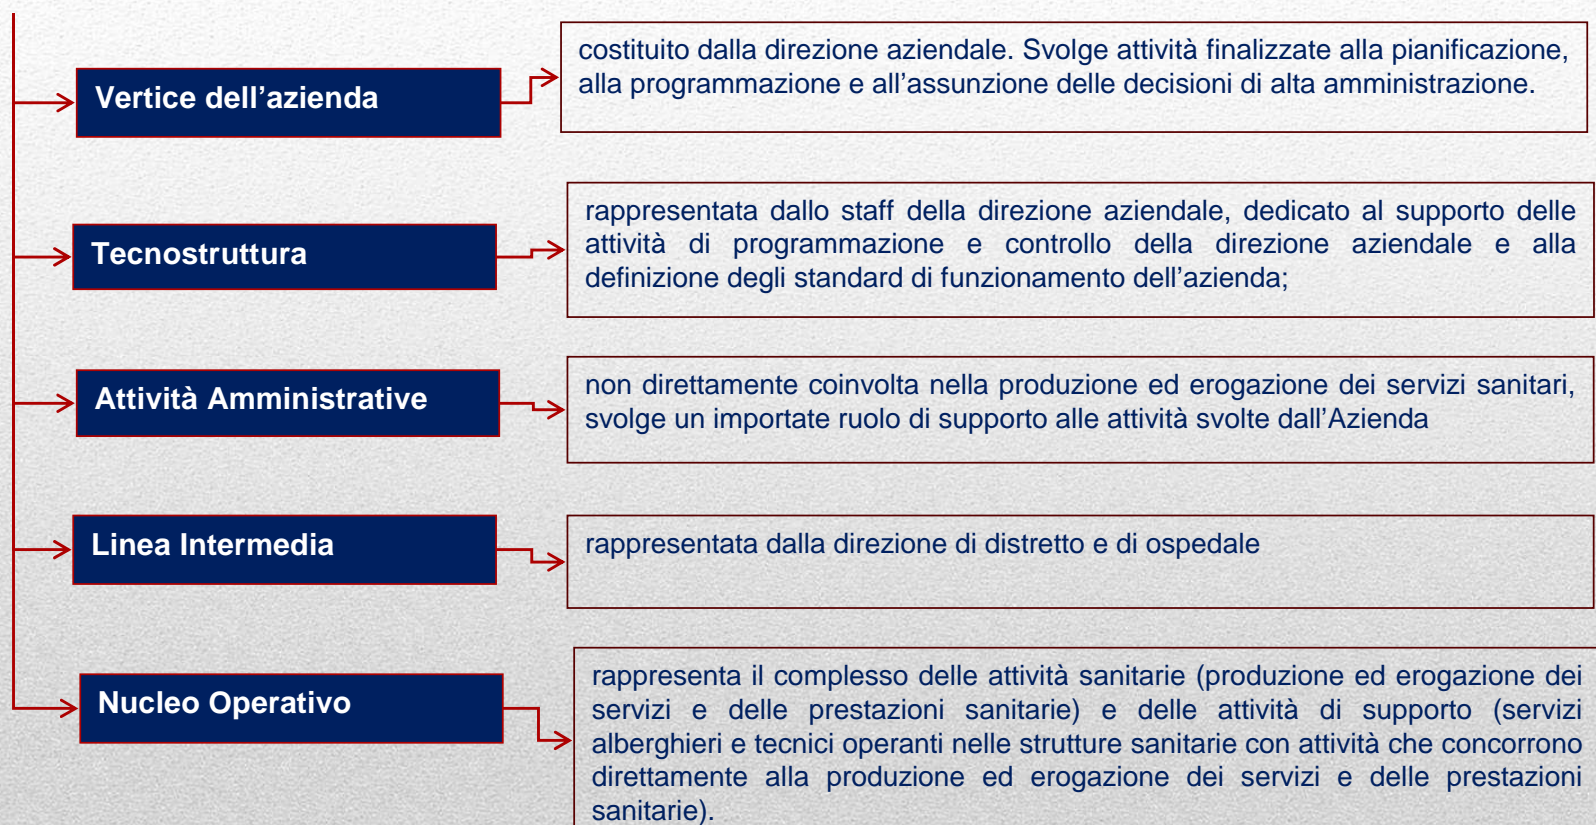 Vertice dell’azienda
costituito dalla direzione aziendale. Svolge attività finalizzate alla pianificazione,
alla programmazione e all’assunzione delle decisioni di alta amministrazione.
Tecnostruttura
rappresentata dallo staff della direzione aziendale, dedicato al supporto delle
attività di programmazione e controllo della direzione aziendale e alla
definizione degli standard di funzionamento dell’azienda;
Attività Amministrative
non direttamente coinvolta nella produzione ed erogazione dei servizi sanitari,
svolge un importate ruolo di supporto alle attività svolte dall’Azienda
Linea Intermedia
rappresentata dalla direzione di distretto e di ospedale
Nucleo Operativo
rappresenta il complesso delle attività sanitarie (produzione ed erogazione dei
servizi e delle prestazioni sanitarie) e delle attività di supporto (servizi
alberghieri e tecnici operanti nelle strutture sanitarie con attività che concorrono
direttamente alla produzione ed erogazione dei servizi e delle prestazioni
sanitarie).